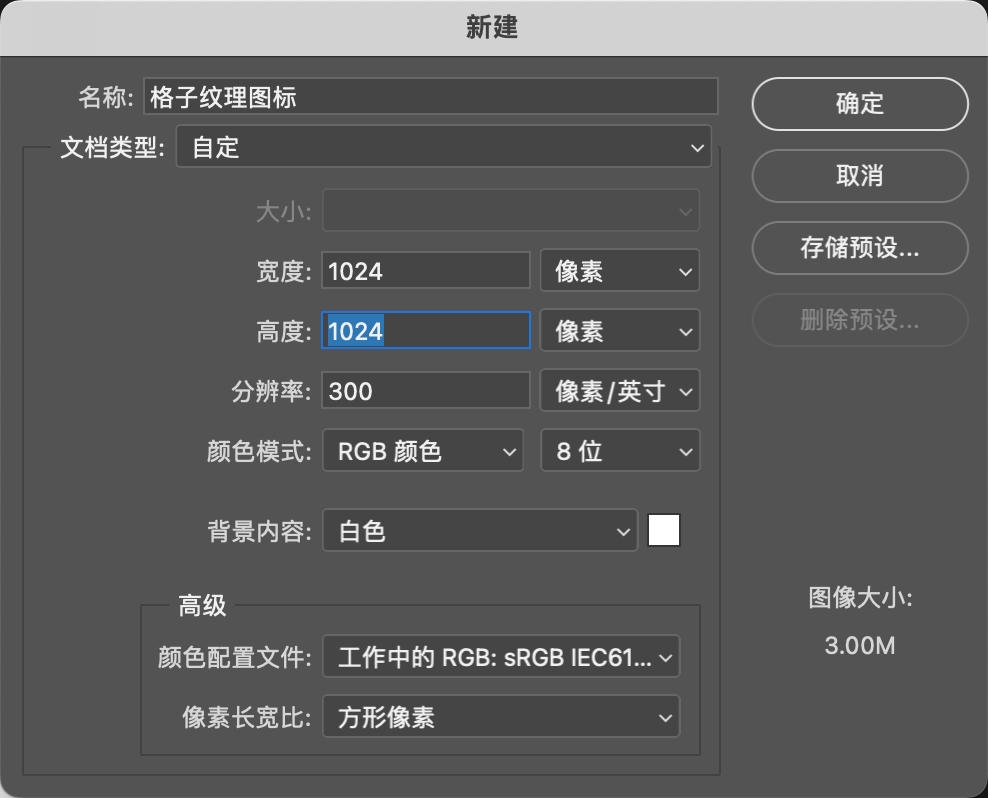 新建
名称: 格子纹理图标
确定
文档类型: 自定
取消
大小:
存储预设...
宽度: 1024 像素
删除预设...
高度: 1024 像素
分辨率: 300 像素/英寸
颜色模式: RGB 颜色 8 位
背景内容: 白色
高级
图像大小:
3.00M
颜色配置文件: 工作中的 RGB: sRGB IEC61...
像素长宽比: 方形像素